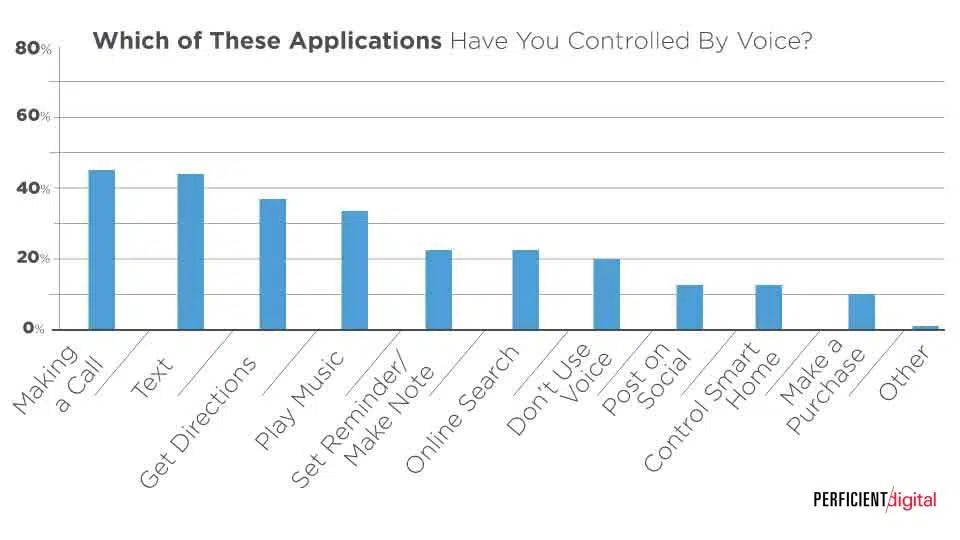 Which of These Applications Have You Controlled By Voice?
80%
60%
40%
20%
0%
Making
a Call
Text
Get Directions
Play Music
Set Reminder/
Make Note
Online Search
Don't Use
Voice
Post on
Social
Control Smart
Home
Make a
Purchase
Other
PERFICIENT/digital